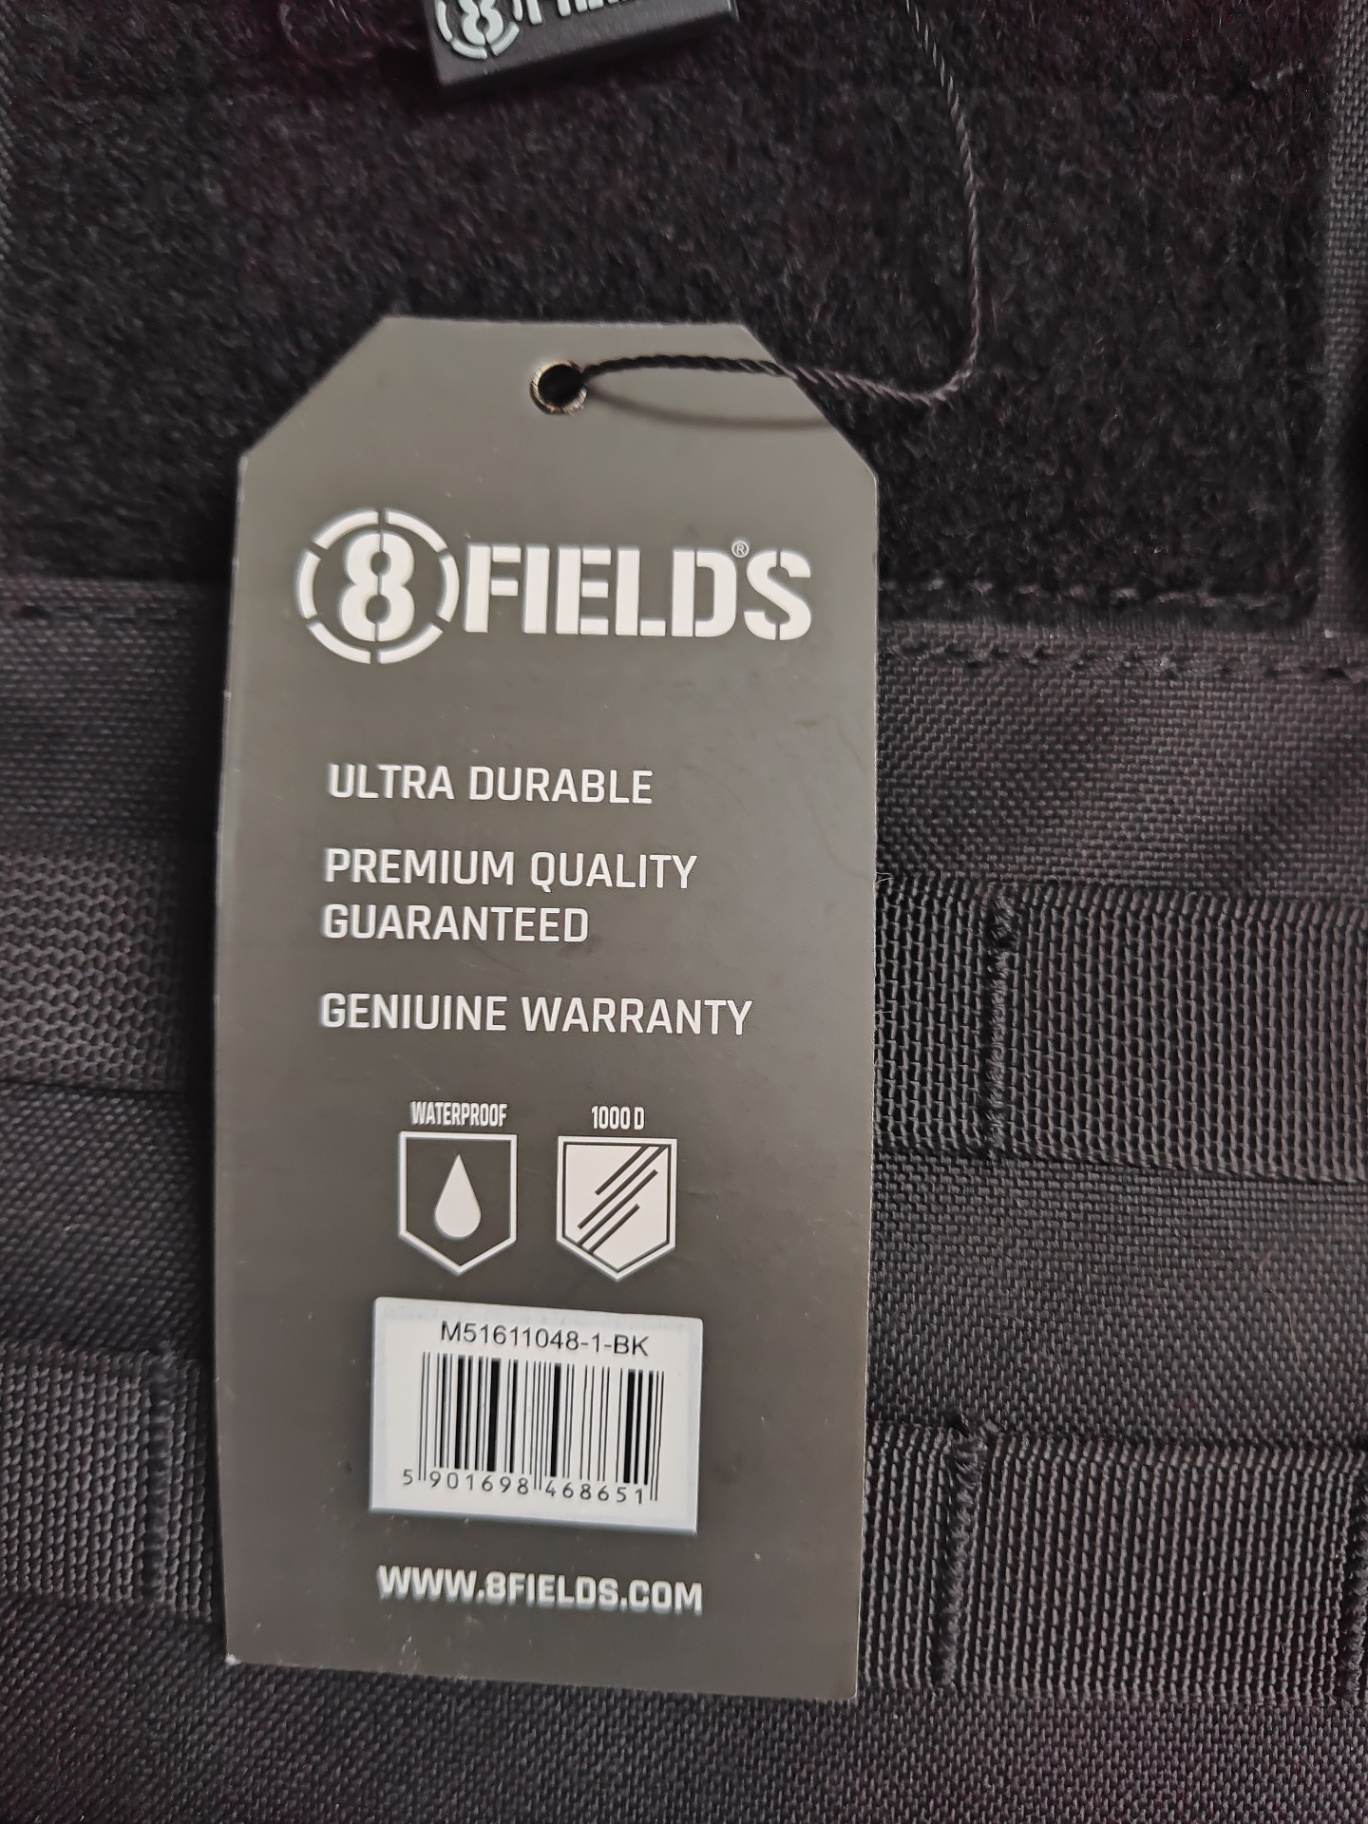 8FIELDS®
ULTRA DURABLE
PREMIUM QUALITY
GUARANTEED
GENIUINE WARRANTY
WATERPROOF 1000 D
M51611048-1-BK
5 901698 468651
WWW.8FIELDS.COM